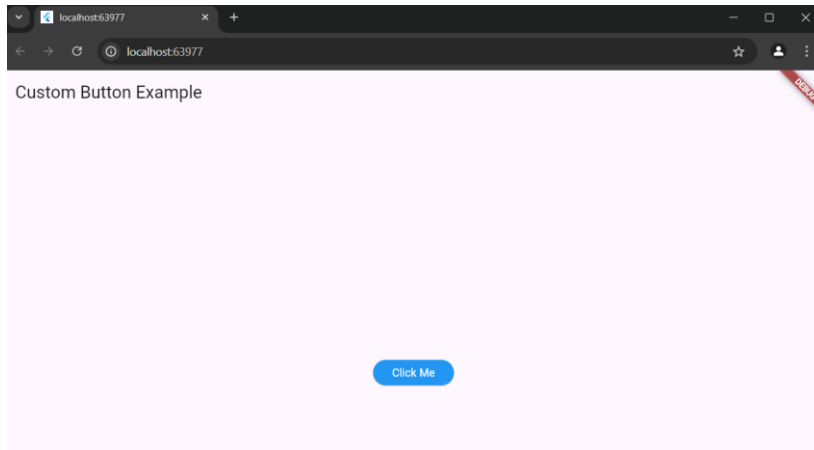 localhost:63977
localhost:63977
Custom Button Example
DEBUG
Click Me